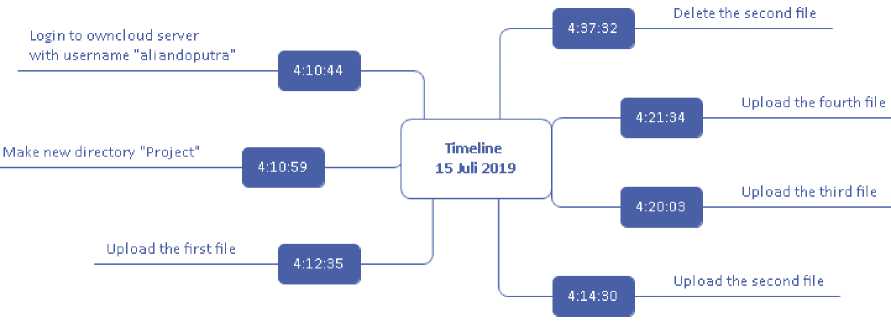 Login to owncloud server
with username "aliandoputra"
4:10:44
Make new directory "Project"
4:10:59
Upload the first file
4:12:35
Timeline
15 Juli 2019
4:37:32
Delete the second file
4:21:34
Upload the fourth file
4:20:03
Upload the third file
4:14:30
Upload the second file